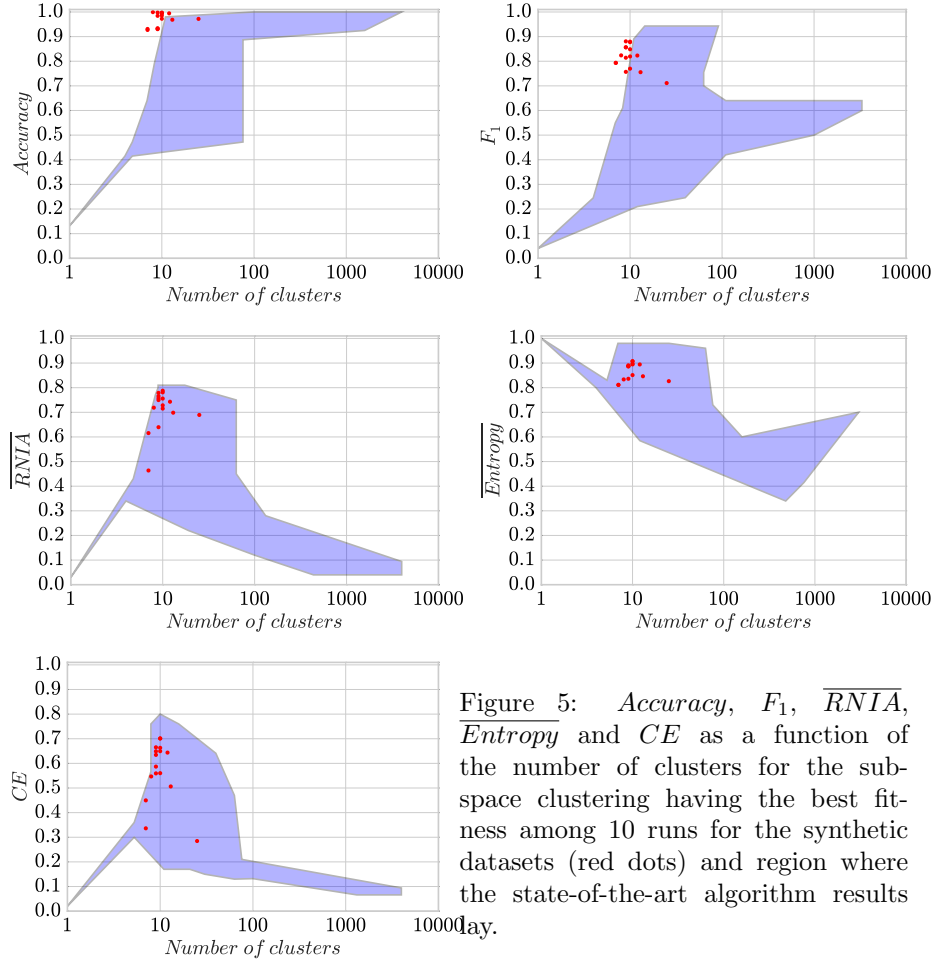 1.0
0.9
0.8
0.7
0.6
0.5
0.4
0.3
0.2
0.1
0.0
Accuracy
1 10 100 1000 10000
Number of clusters
1.0
0.9
0.8
0.7
0.6
0.5
0.4
0.3
0.2
0.1
0.0
F1
1 10 100 1000 10000
Number of clusters
1.0
0.9
0.8
0.7
0.6
0.5
0.4
0.3
0.2
0.1
0.0
RNIA
1 10 100 1000 10000
Number of clusters
1.0
0.9
0.8
0.7
0.6
0.5
0.4
0.3
0.2
0.1
0.0
Entropy
1 10 100 1000 10000
Number of clusters
1.0
0.9
0.8
0.7
0.6
0.5
0.4
0.3
0.2
0.1
0.0
CE
1 10 100 1000 10000
Number of clusters
Figure 5: Accuracy, F1, RNIA,
Entropy and CE as a function of
the number of clusters for the sub-
space clustering having the best fit-
ness among 10 runs for the synthetic
datasets (red dots) and region where
the state-of-the-art algorithm results
lay.